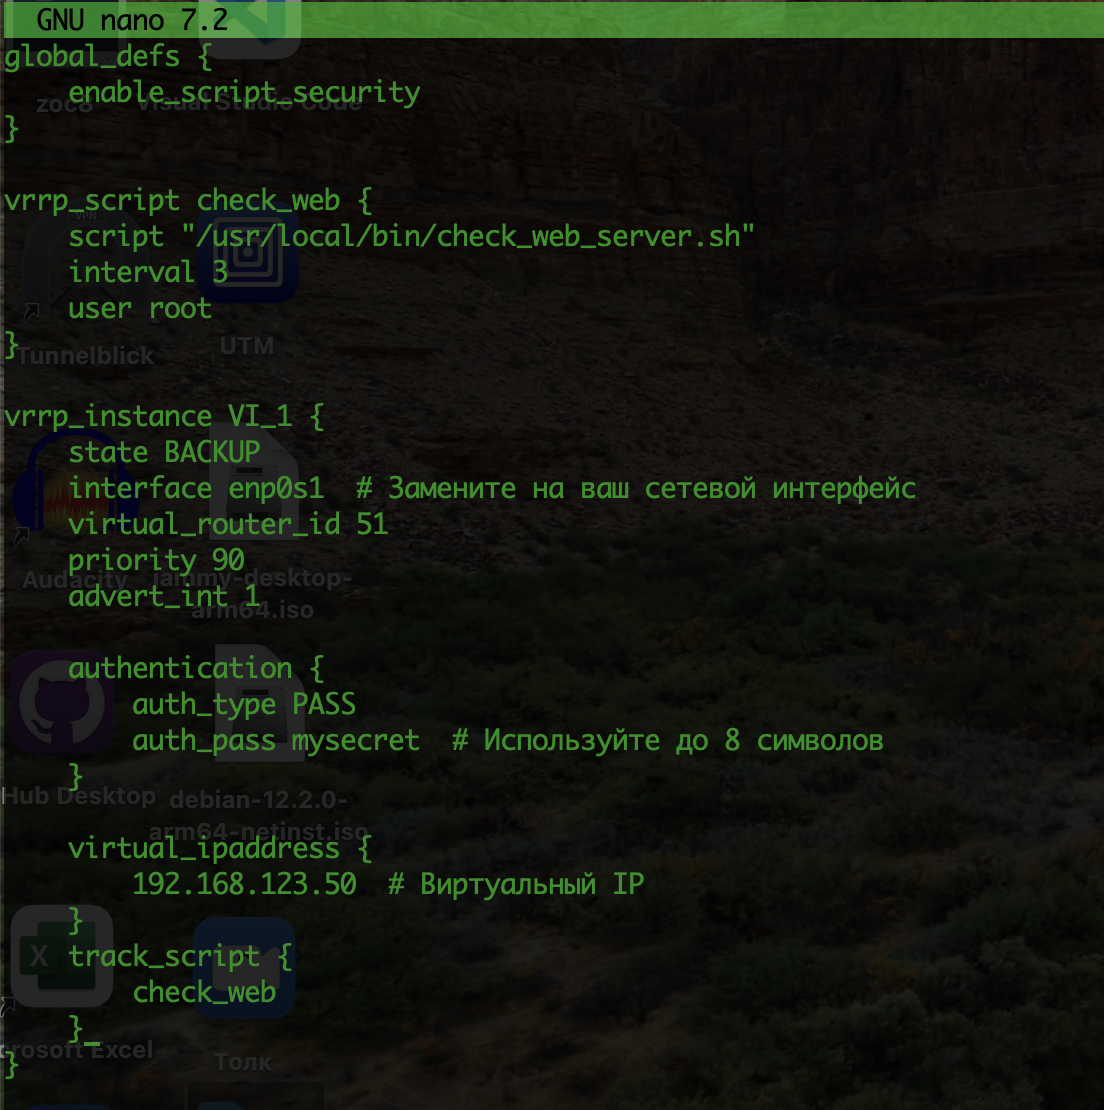 GNU nano 7.2
global_defs {
    enable_script_security
}

vrrp_script check_web {
    script "/usr/local/bin/check_web_server.sh"
    interval 3
    user root
}

vrrp_instance VI_1 {
    state BACKUP
    interface enp0s1  # Замените на ваш сетевой интерфейс
    virtual_router_id 51
    priority 90
    advert_int 1

    authentication {
        auth_type PASS
        auth_pass mysecret  # Используйте до 8 символов
    }

    virtual_ipaddress {
        192.168.123.50  # Виртуальный IP
    }
    track_script {
        check_web
    }
}
zoc8
Visual Studio Code
VPN
Tunnelblick
UTM
Audacity
jammy-desktop-
arm64.iso
Hub Desktop
debian-12.2.0-
arm64-netinst.iso
X
crosoft Excel
Толк